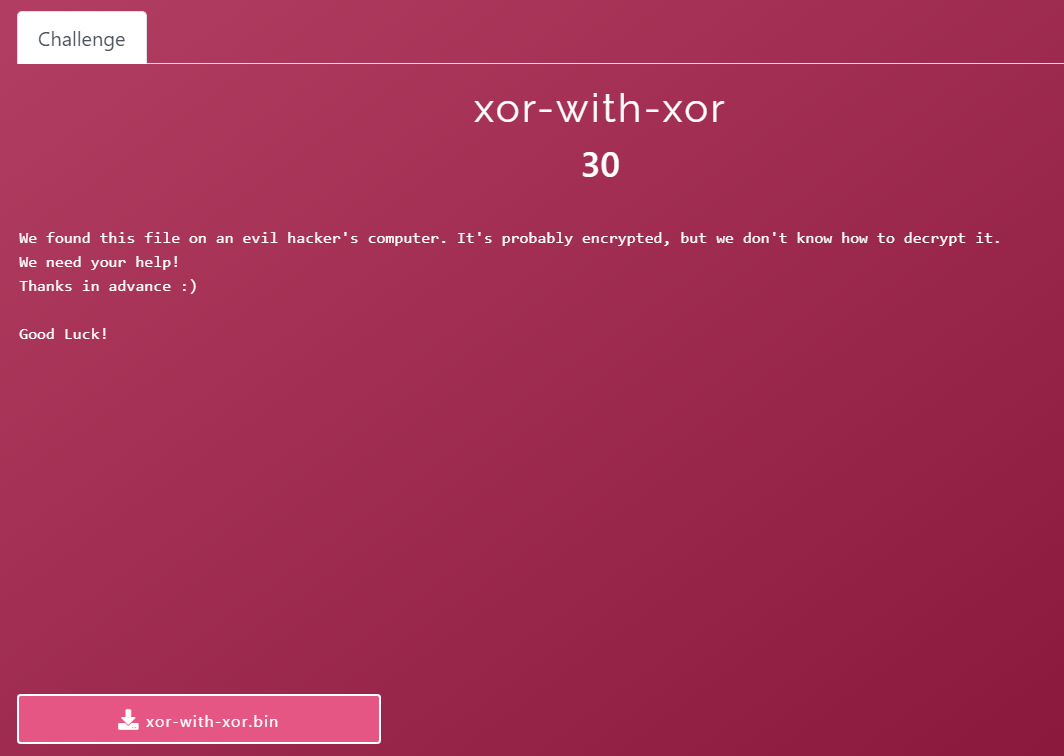 Challenge
xor-with-xor
30
We found this file on an evil hacker's computer. It's probably encrypted, but we don't know how to decrypt it.
We need your help!
Thanks in advance :)
Good Luck!
xor-with-xor.bin